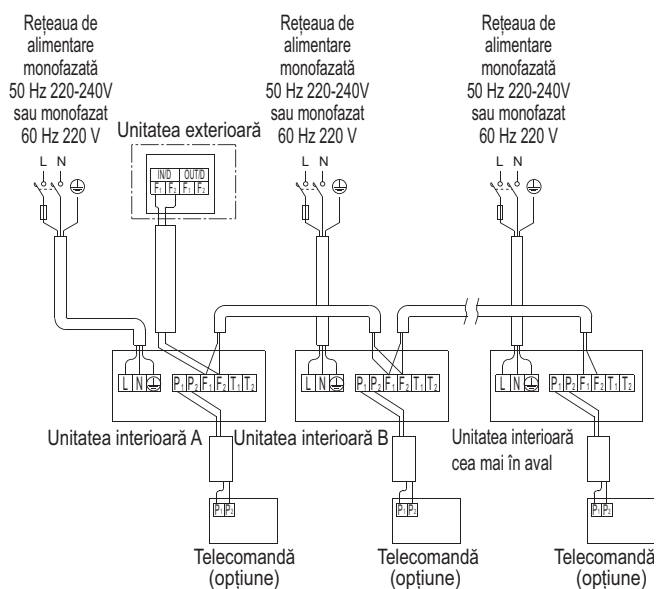 Rețeaua de
alimentare
monofazată
50 Hz 220-240V
sau monofazat
60 Hz 220 V
Rețeaua de
alimentare
monofazată
50 Hz 220-240V
sau monofazat
60 Hz 220 V
Rețeaua de
alimentare
monofazată
50 Hz 220-240V
sau monofazat
60 Hz 220 V
Unitatea exterioară
L N
L N
L N
IN/D OUT/D
F1 F2 F1 F2
L N
P1 P2 F1 F2 T1 T2
L N
P1 P2 F1 F2 T1 T2
L N
P1 P2 F1 F2 T1 T2
Unitatea interioară A
Unitatea interioară B
Unitatea interioară
cea mai în aval
P1 P2
P1 P2
P1 P2
Telecomandă
(opțiune)
Telecomandă
(opțiune)
Telecomandă
(opțiune)